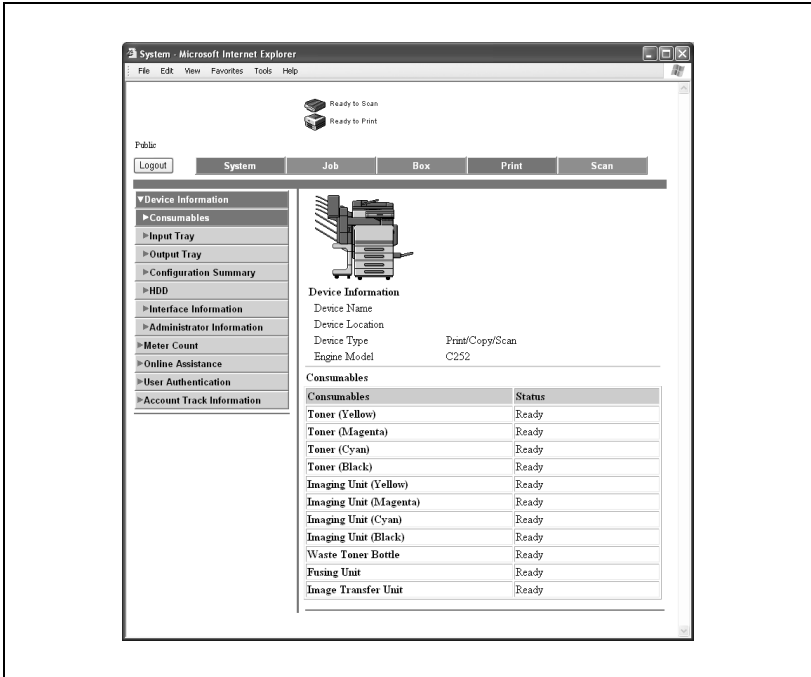 System - Microsoft Internet Explorer
File Edit View Favorites Tools Help
Ready to Scan
Ready to Print
Public
Logout System Job Box Print Scan
▼Device Information
►Consumables
►Input Tray
►Output Tray
►Configuration Summary
►HDD
►Interface Information
►Administrator Information
►Meter Count
►Online Assistance
►User Authentication
►Account Track Information
Device Information
Device Name
Device Location
Device Type Print/Copy/Scan
Engine Model C252
Consumables
Consumables Status
Toner (Yellow) Ready
Toner (Magenta) Ready
Toner (Cyan) Ready
Toner (Black) Ready
Imaging Unit (Yellow) Ready
Imaging Unit (Magenta) Ready
Imaging Unit (Cyan) Ready
Imaging Unit (Black) Ready
Waste Toner Bottle Ready
Fusing Unit Ready
Image Transfer Unit Ready